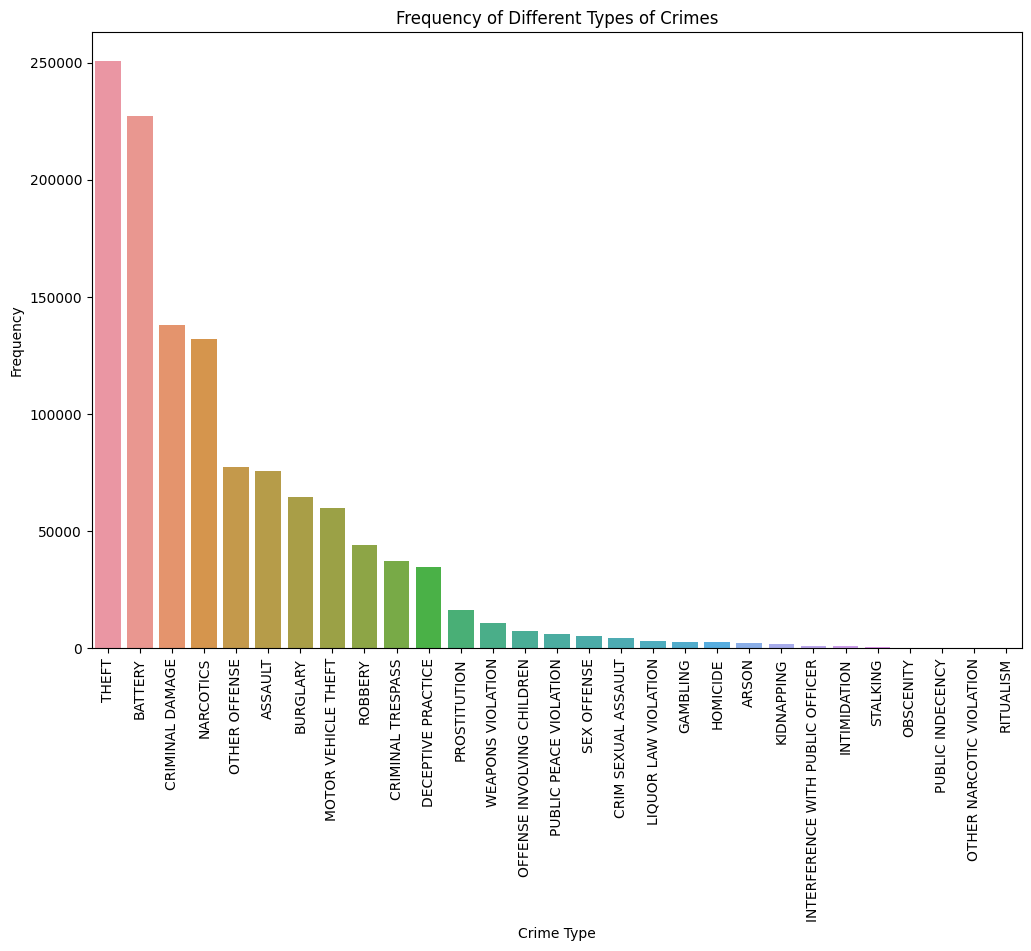 Frequency of Different Types of Crimes
Frequency
250000
200000
150000
100000
50000
0
THEFT
BATTERY
CRIMINAL DAMAGE
NARCOTICS
OTHER OFFENSE
ASSAULT
BURGLARY
MOTOR VEHICLE THEFT
ROBBERY
CRIMINAL TRESPASS
DECEPTIVE PRACTICE
PROSTITUTION
WEAPONS VIOLATION
OFFENSE INVOLVING CHILDREN
PUBLIC PEACE VIOLATION
SEX OFFENSE
CRIM SEXUAL ASSAULT
LIQUOR LAW VIOLATION
GAMBLING
HOMICIDE
ARSON
KIDNAPPING
INTERFERENCE WITH PUBLIC OFFICER
INTIMIDATION
STALKING
OBSCENITY
PUBLIC INDECENCY
OTHER NARCOTIC VIOLATION
RITUALISM
Crime Type